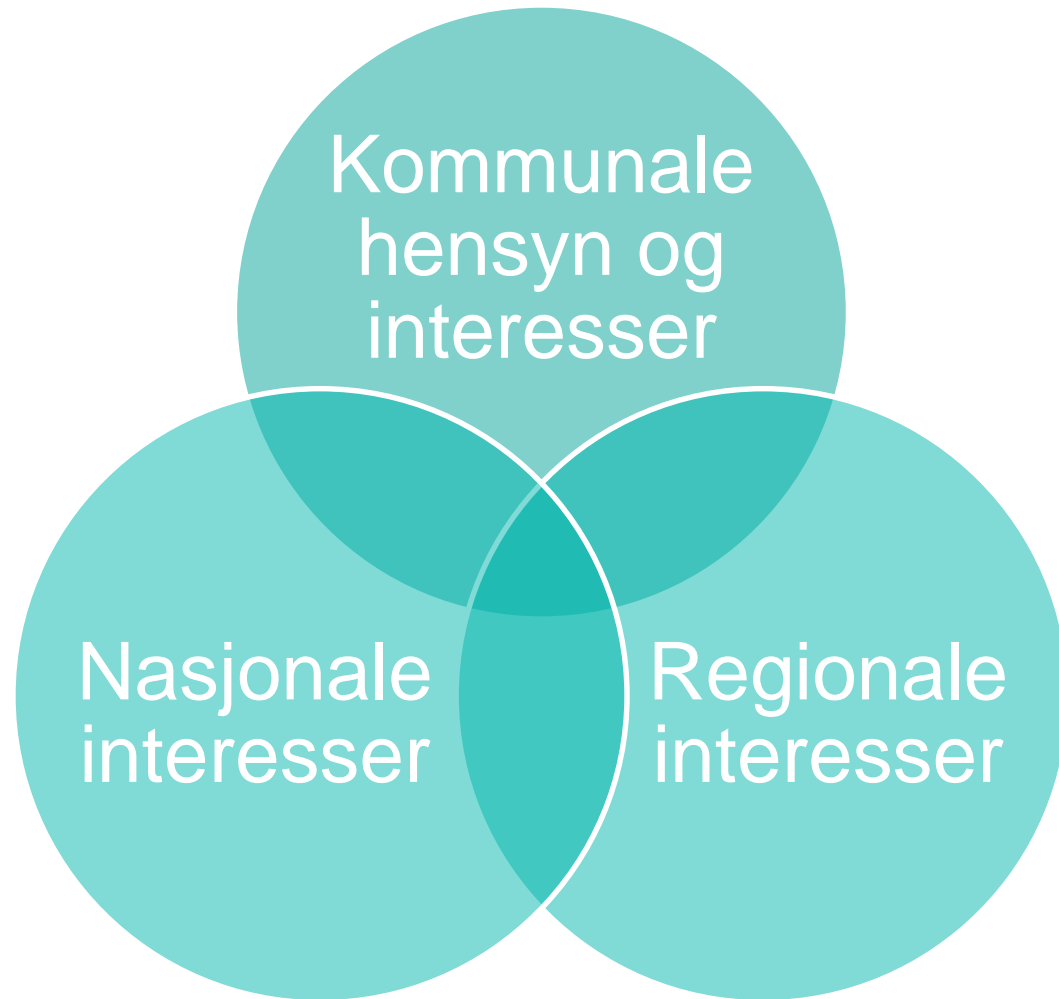 Kommunale
hensyn og
interesser
Nasjonale
interesser
Regionale
interesser